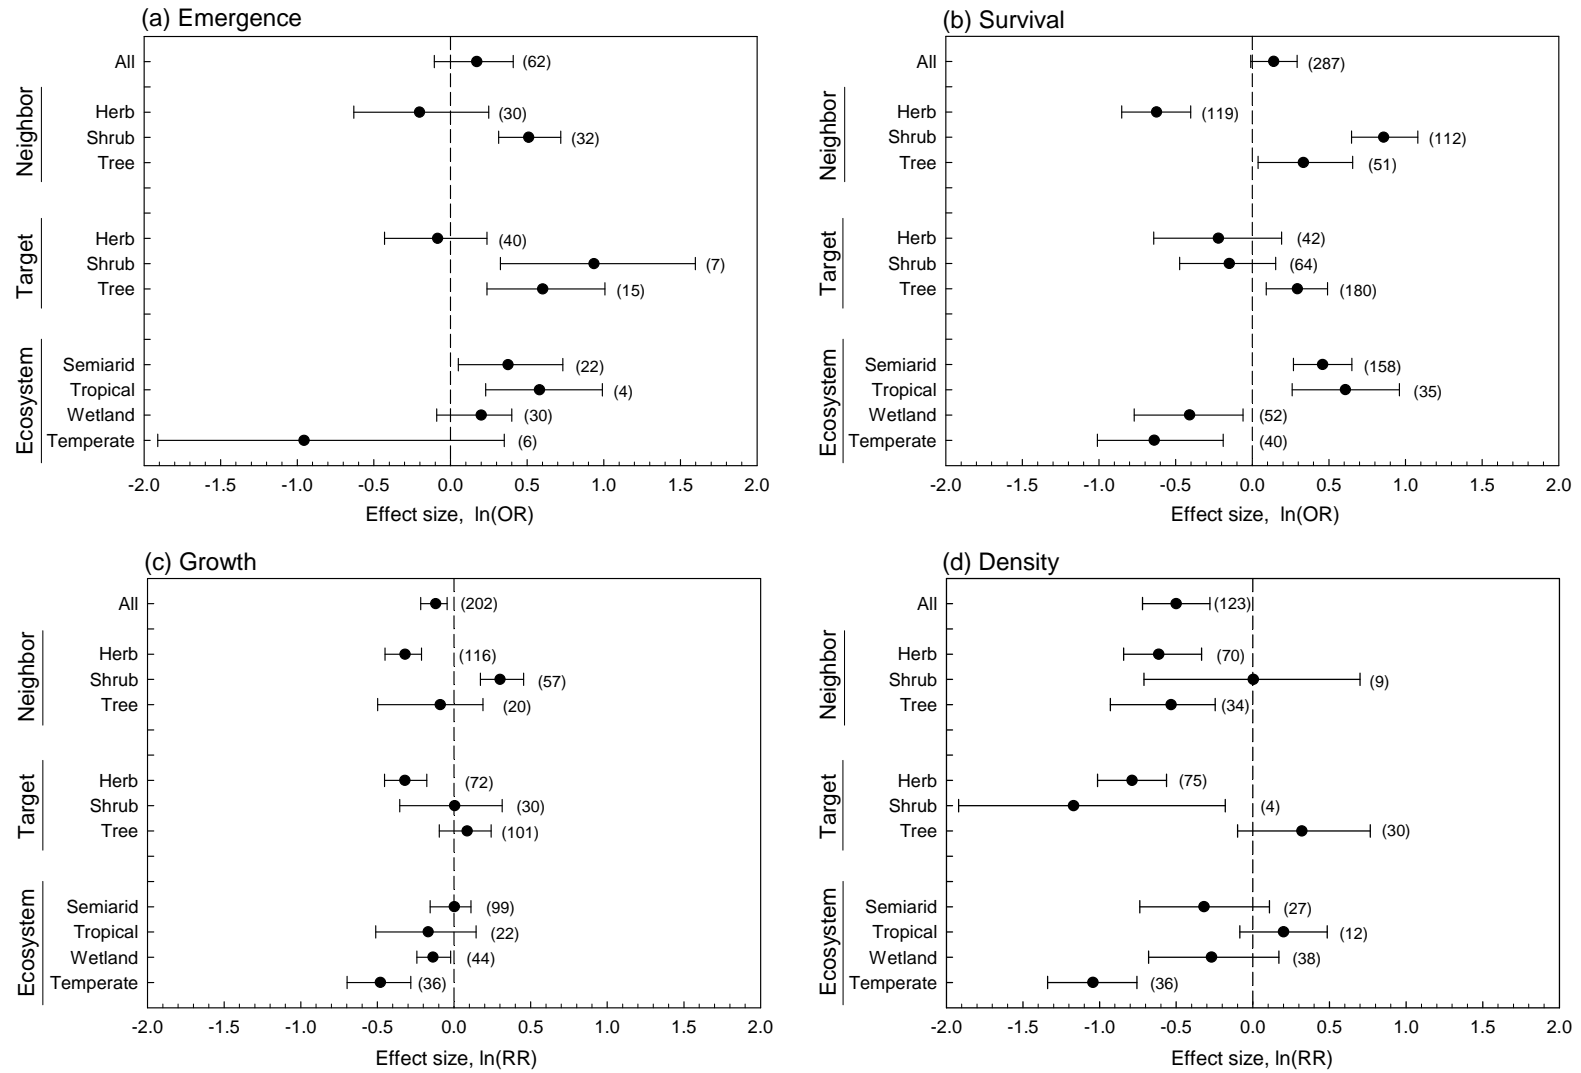 (a) Emergence
All (62)
Neighbor
Herb (30)
Shrub (32)
Tree
Target
Herb (40)
Shrub (7)
Tree (15)
Ecosystem
Semiarid (22)
Tropical (4)
Wetland (30)
Temperate (6)
-2.0 -1.5 -1.0 -0.5 0.0 0.5 1.0 1.5 2.0
Effect size, ln(OR)
(b) Survival
All (287)
Neighbor
Herb (119)
Shrub (112)
Tree (51)
Target
Herb (42)
Shrub (64)
Tree (180)
Ecosystem
Semiarid (158)
Tropical (35)
Wetland (52)
Temperate (40)
-2.0 -1.5 -1.0 -0.5 0.0 0.5 1.0 1.5 2.0
Effect size, ln(OR)
(c) Growth
All (202)
Neighbor
Herb (116)
Shrub (57)
Tree (20)
Target
Herb (72)
Shrub (30)
Tree (101)
Ecosystem
Semiarid (99)
Tropical (22)
Wetland (44)
Temperate (36)
-2.0 -1.5 -1.0 -0.5 0.0 0.5 1.0 1.5 2.0
Effect size, ln(RR)
(d) Density
All (123)
Neighbor
Herb (70)
Shrub (9)
Tree (34)
Target
Herb (75)
Shrub (4)
Tree (30)
Ecosystem
Semiarid (27)
Tropical (12)
Wetland (38)
Temperate (36)
-2.0 -1.5 -1.0 -0.5 0.0 0.5 1.0 1.5 2.0
Effect size, ln(RR)